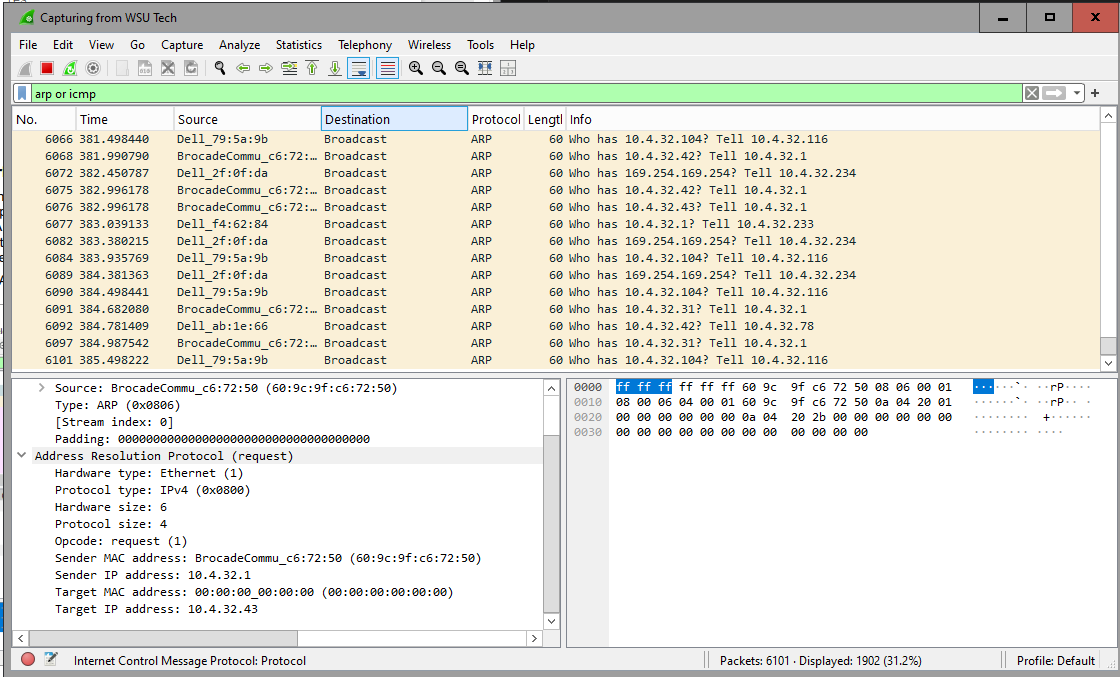 Capturing from WSU Tech
File Edit View Go Capture Analyze Statistics Telephony Wireless Tools Help
arp or icmp
No. Time Source Destination Protocol Lengtl Info
6066 381.498440 Dell_79:5a:9b Broadcast ARP 60 Who has 10.4.32.104? Tell 10.4.32.116
6068 381.990790 BrocadeCommu_c6:72:… Broadcast ARP 60 Who has 10.4.32.42? Tell 10.4.32.1
6072 382.450787 Dell_2f:0f:da Broadcast ARP 60 Who has 169.254.169.254? Tell 10.4.32.234
6075 382.996178 BrocadeCommu_c6:72:… Broadcast ARP 60 Who has 10.4.32.42? Tell 10.4.32.1
6076 382.996178 BrocadeCommu_c6:72:… Broadcast ARP 60 Who has 10.4.32.43? Tell 10.4.32.1
6077 383.039133 Dell_f4:62:84 Broadcast ARP 60 Who has 10.4.32.1? Tell 10.4.32.233
6082 383.380215 Dell_2f:0f:da Broadcast ARP 60 Who has 169.254.169.254? Tell 10.4.32.234
6084 383.935769 Dell_79:5a:9b Broadcast ARP 60 Who has 10.4.32.104? Tell 10.4.32.116
6089 384.381363 Dell_2f:0f:da Broadcast ARP 60 Who has 169.254.169.254? Tell 10.4.32.234
6090 384.498441 Dell_79:5a:9b Broadcast ARP 60 Who has 10.4.32.104? Tell 10.4.32.116
6091 384.682080 BrocadeCommu_c6:72:… Broadcast ARP 60 Who has 10.4.32.31? Tell 10.4.32.1
6092 384.781409 Dell_ab:1e:66 Broadcast ARP 60 Who has 10.4.32.42? Tell 10.4.32.78
6097 384.987542 BrocadeCommu_c6:72:… Broadcast ARP 60 Who has 10.4.32.31? Tell 10.4.32.1
6101 385.498222 Dell_79:5a:9b Broadcast ARP 60 Who has 10.4.32.104? Tell 10.4.32.116
Source: BrocadeCommu_c6:72:50 (60:9c:9f:c6:72:50)
Type: ARP (0x0806)
[Stream index: 0]
Padding: 000000000000000000000000000000000000
Address Resolution Protocol (request)
Hardware type: Ethernet (1)
Protocol type: IPv4 (0x0800)
Hardware size: 6
Protocol size: 4
Opcode: request (1)
Sender MAC address: BrocadeCommu_c6:72:50 (60:9c:9f:c6:72:50)
Sender IP address: 10.4.32.1
Target MAC address: 00:00:00_00:00:00 (00:00:00:00:00:00)
Target IP address: 10.4.32.43
0000 ff ff ff ff ff ff 60 9c 9f c6 72 50 08 06 00 01 ······`· ··rP····
0010 08 00 06 04 00 01 60 9c 9f c6 72 50 0a 04 20 01 ······`· ··rP·· ·
0020 00 00 00 00 00 00 0a 04 20 2b 00 00 00 00 00 00 ········ +······
0030 00 00 00 00 00 00 00 00 00 00 00 00 ········ ····
Internet Control Message Protocol: Protocol
Packets: 6101 · Displayed: 1902 (31.2%)
Profile: Default